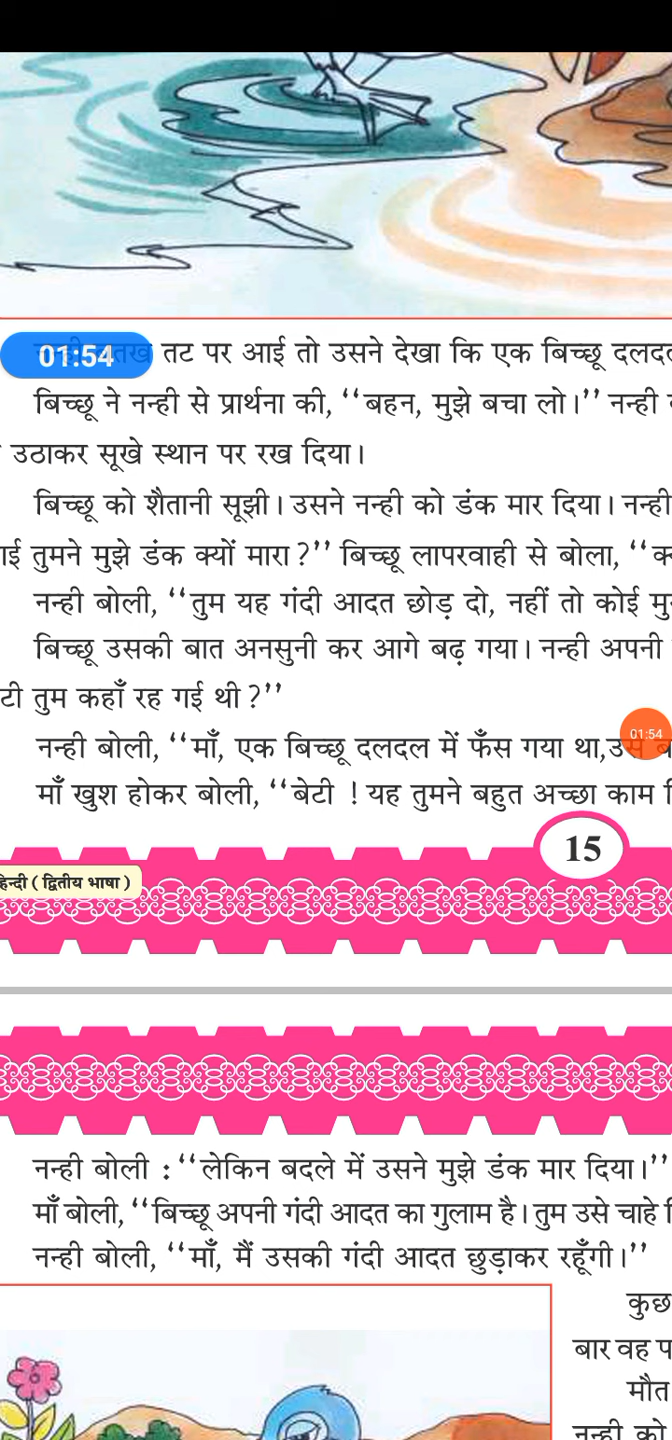 01:54 तट पर आई तो उसने देखा कि एक बिच्छू
बिच्छू ने नन्ही से प्रार्थना की, ‘‘बहन, मुझे बचा लो।’’ नन्ही
उठाकर सूखे स्थान पर रख दिया।
बिच्छू को शैतानी सूझी। उसने नन्ही को डंक मार दिया। नन्ही
तुमने मुझे डंक क्यों मारा?’’ बिच्छू लापरवाही से बोला,
नन्ही बोली, ‘‘तुम यह गंदी आदत छोड़ दो, नहीं तो कोई
बिच्छू उसकी बात अनसुनी कर आगे बढ़ गया। नन्ही अपनी
तुम कहाँ रह गई थी?’’
नन्ही बोली, ‘‘माँ, एक बिच्छू दलदल में फँस गया था,
01:54
माँ खुश होकर बोली, ‘‘बेटी ! यह तुमने बहुत अच्छा काम
15
(द्वितीय भाषा)
नन्ही बोली : ‘‘लेकिन बदले में उसने मुझे डंक मार दिया।’’
माँ बोली, ‘‘बिच्छू अपनी गंदी आदत का गुलाम है। तुम उसे चाहे
नन्ही बोली, ‘‘माँ, मैं उसकी गंदी आदत छुड़ाकर रहूँगी।’’
कुछ
बार वह
मौत
नन्ही को